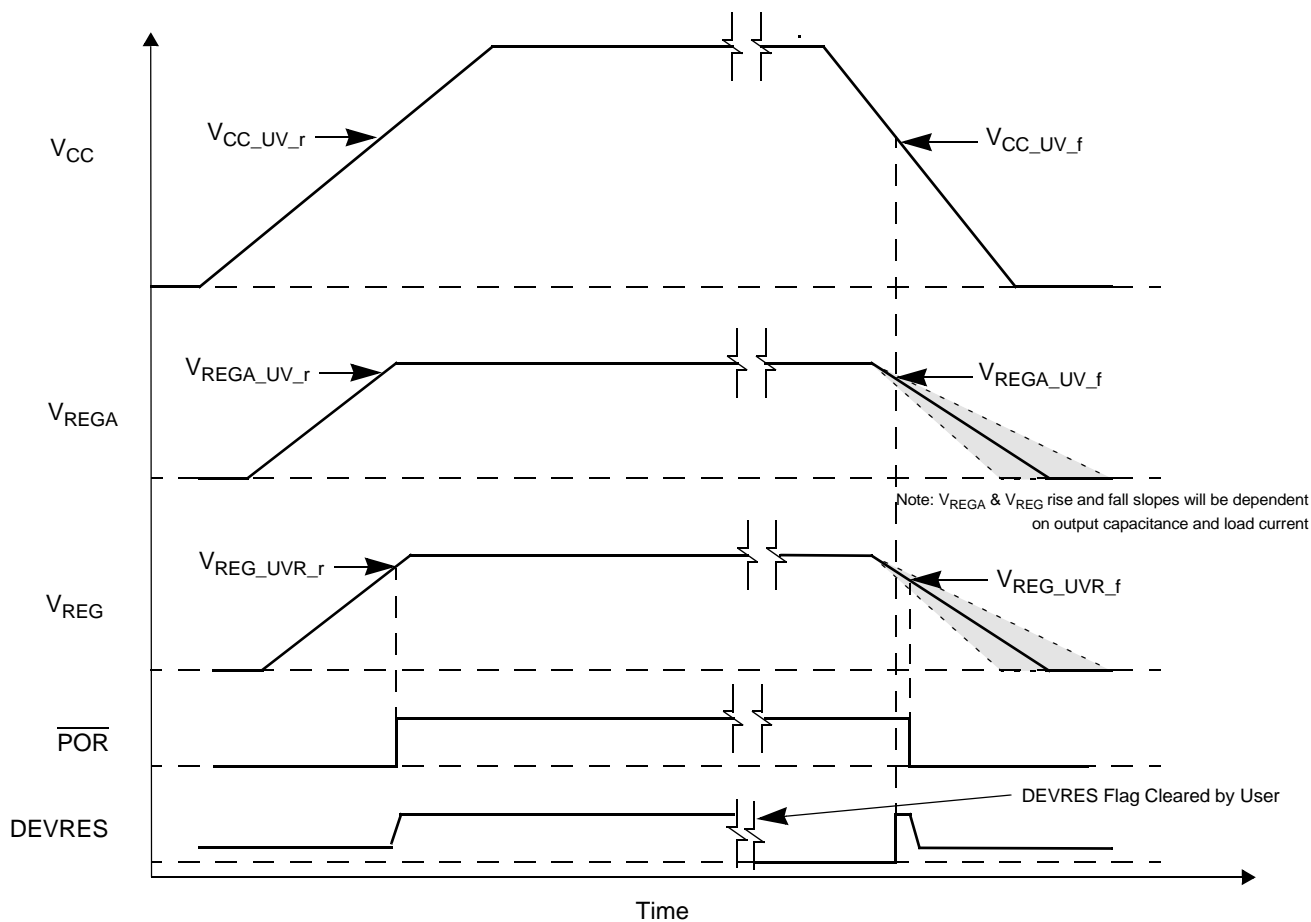 V_CC
V_CC_UV_r
V_CC_UV_f
V_REGA
V_REGA_UV_r
V_REGA_UV_f
Note: V_REGA & V_REG rise and fall slopes will be dependent
on output capacitance and load current
V_REG
V_REG_UVR_r
V_REG_UVR_f
P̅O̅R̅
DEVRES
DEVRES Flag Cleared by User
Time